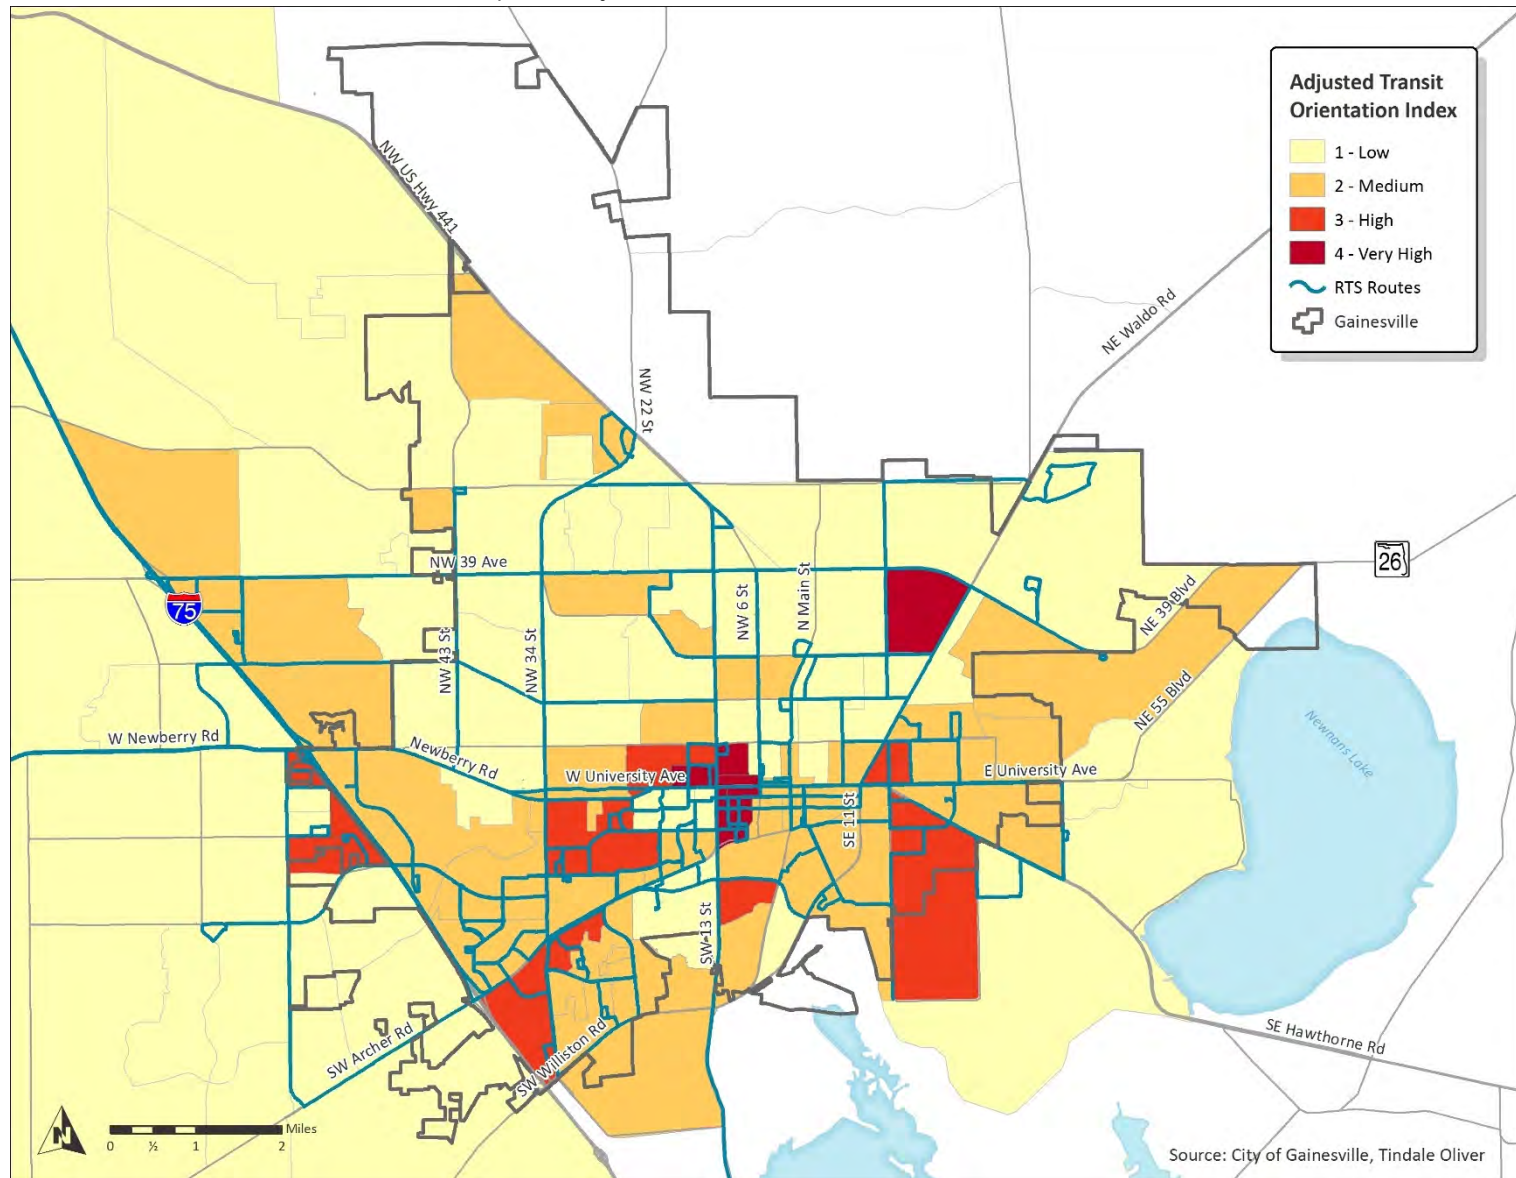 Adjusted Transit
Orientation Index
1 - Low
2 - Medium
3 - High
4 - Very High
RTS Routes
Gainesville
NW US Hwy 441
NE Waldo Rd
NW 22 St
26
NW 39 Ave
75
NW 43 St
NW 34 St
NW 6 St
N Main St
NE 39 Blvd
NE 55 Blvd
Newnans Lake
W Newberry Rd
Newberry Rd
W University Ave
E University Ave
SE 11 St
SW 13 St
SW Archer Rd
SW Williston Rd
SE Hawthorne Rd
N
Miles
0 ½ 1 2
Source: City of Gainesville, Tindale Oliver